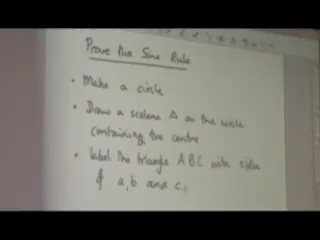 Prove the Sine Rule
• Make a circle
• Draw a scalene Δ on the circle
containing the centre
• label the triangle ABC with sides
a, b and c